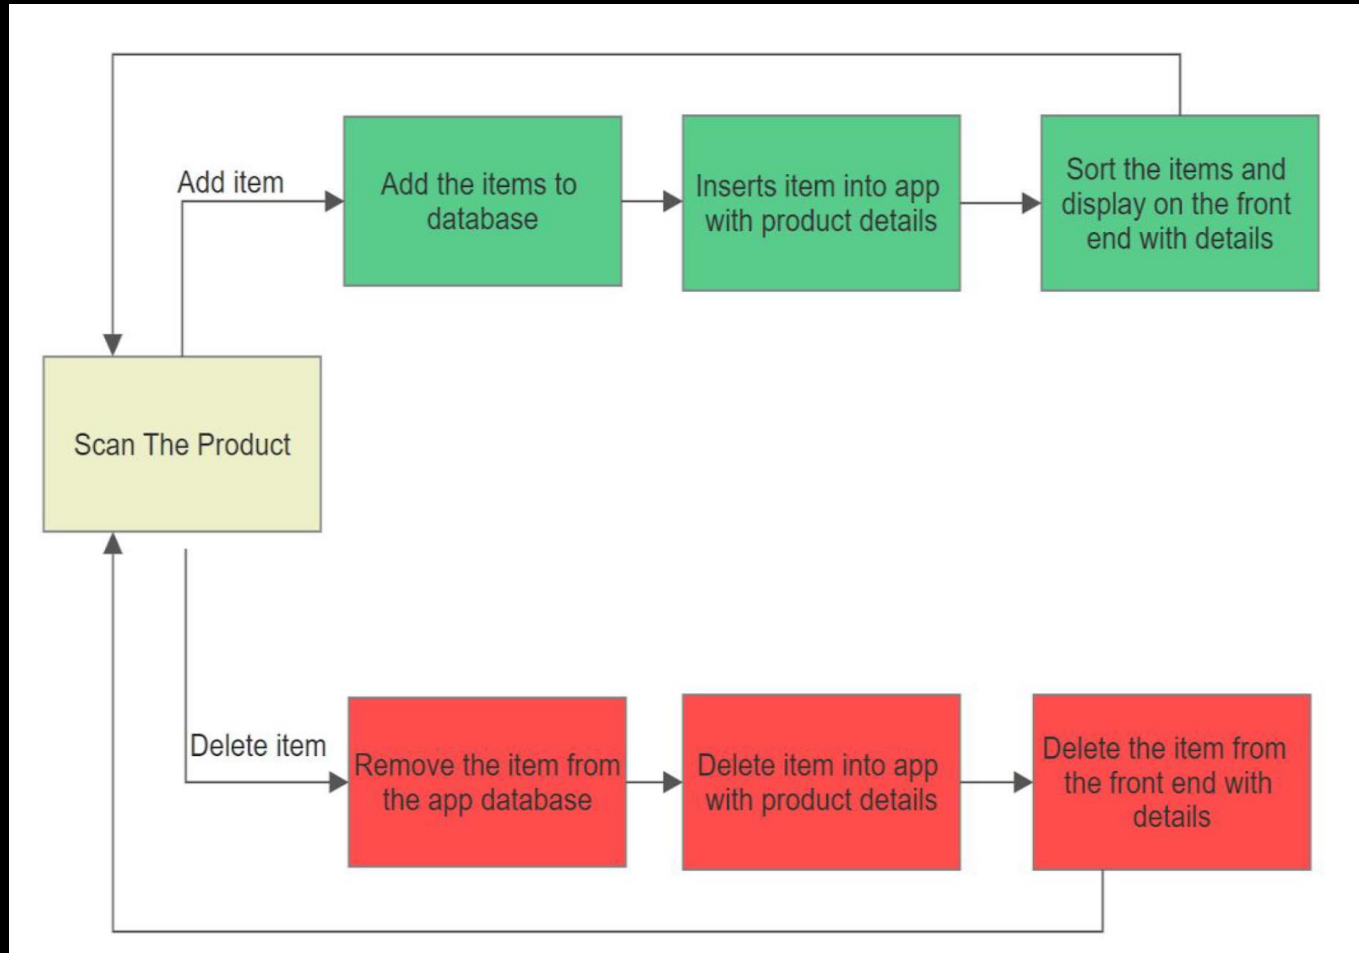 Add item
Add the items to
database
Inserts item into app
with product details
Sort the items and
display on the front
end with details
Scan The Product
Delete item
Remove the item from
the app database
Delete item into app
with product details
Delete the item from
the front end with
details